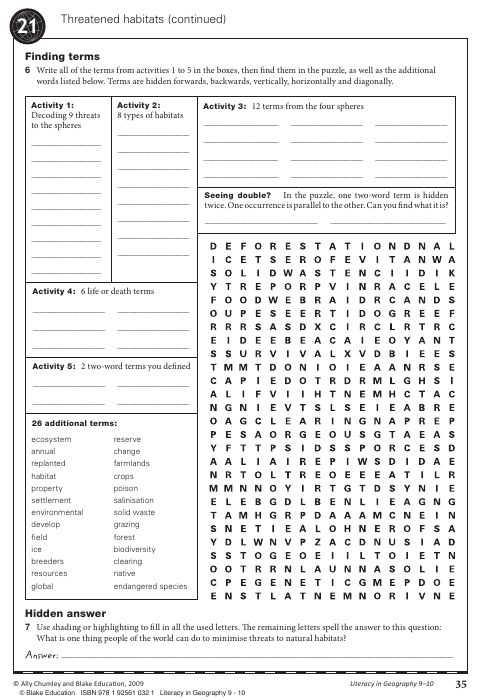 21
Threatened habitats (continued)
Finding terms
6 Write all of the terms from activities 1 to 5 in the boxes, then find them in the puzzle, as well as the additional
words listed below. Terms are hidden forwards, backwards, vertically, horizontally and diagonally.
Activity 1:
Decoding 9 threats
to the spheres
Activity 2:
8 types of habitats
Activity 3: 12 terms from the four spheres
Seeing double? In the puzzle, one two-word term is hidden
twice. One occurrence is parallel to the other. Can you find what it is?
Activity 4: 6 life or death terms
Activity 5: 2 two-word terms you defined
26 additional terms:
ecosystem reserve
annual change
replanted farmlands
habitat crops
property poison
settlement salinisation
environmental solid waste
develop grazing
field forest
ice biodiversity
breeders clearing
resources native
global endangered species
D E F O R E S T A T I O N D N A L
I C E T S E R O F E V I T A N W A
S O L I D W A S T E N C I I D I K
Y T R E P O R P V I N R A C E L E
F O O D W E B R A I D R C A N D S
O U P E S E E R T I D O G R E E F
R R R S A S D X C I R C L R T R C
E I D E E B E A C A I E O Y A N T
S S U R V I V A L X V D B I E E S
T M M T D O N I O I E A A N R S E
C A P I E D O T R D R M L G H S I
A L I F V I I H T N E M H C T A C
N G N I E V T S L S E I E A B R E
O A G C L E A R I N G N A P R E P
P E S A O R G E O U S G T A E A S
Y F T T P S I D S S P O R C E S D
A A L I A I R E P I W S D I D A E
N R T O L T R E O E E E A T I L R
M M N N O Y I R T G T D S Y N I E
E L E B G D L B E N L I E A G N G
T A M H G R P D A A A M C N E I N
S N E T I E A L O H N E R O F S A
Y D L W N V P Z A C D N U S I A D
S S T O G E O E I I L T O I E T N
O O T R R N L A U N N A S O L I E
C P E G E N E T I C G M E P D O E
E N S T L A T N E M N O R I V N E
Hidden answer
7 Use shading or highlighting to fill in all the used letters. The remaining letters spell the answer to this question:
What is one thing people of the world can do to minimise threats to natural habitats?
Answer:
© Ally Chumley and Blake Education, 2009 Literacy in Geography 9–10 35
© Blake Education ISBN 978 1 92561 032 1 Literacy in Geography 9 - 10